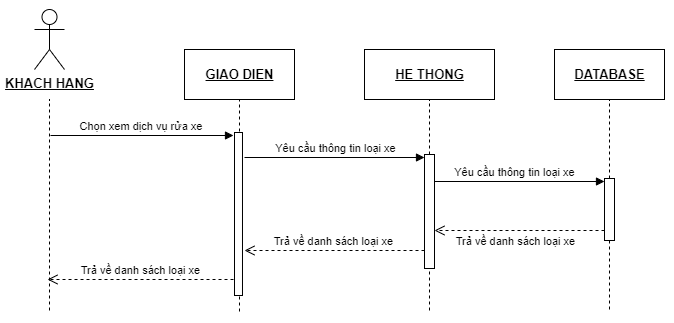 KHACH HANG
GIAO DIEN
HE THONG
DATABASE
Chọn xem dịch vụ rửa xe
Yêu cầu thông tin loại xe
Yêu cầu thông tin loại xe
Trả về danh sách loại xe
Trả về danh sách loại xe
Trả về danh sách loại xe